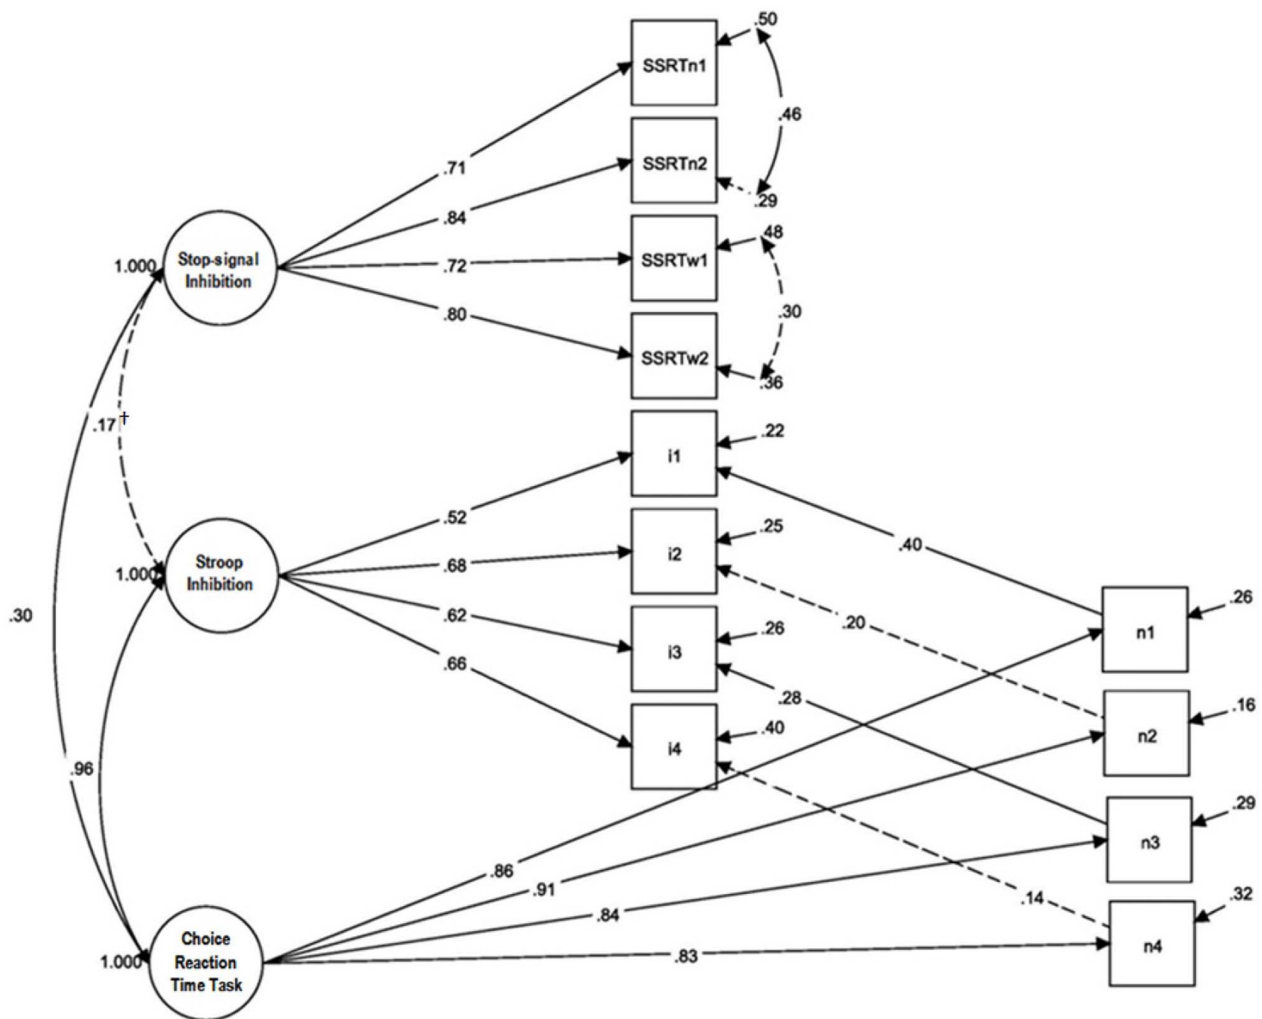 .50
SSRTn1
.46
.71
SSRTn2
.29
.84
.48
SSRTw1
.72
Stop-signal
Inhibition
1.000
.30
.80
SSRTw2
.36
.17†
.22
i1
.52
.40
.25
i2
.68
Stroop
Inhibition
1.000
.62
.20
.26
i3
.66
.28
.26
n1
.30
.40
i4
.16
n2
.96
.29
n3
.86
.91
.84
.14
.32
n4
.83
Choice
Reaction
Time Task
1.000